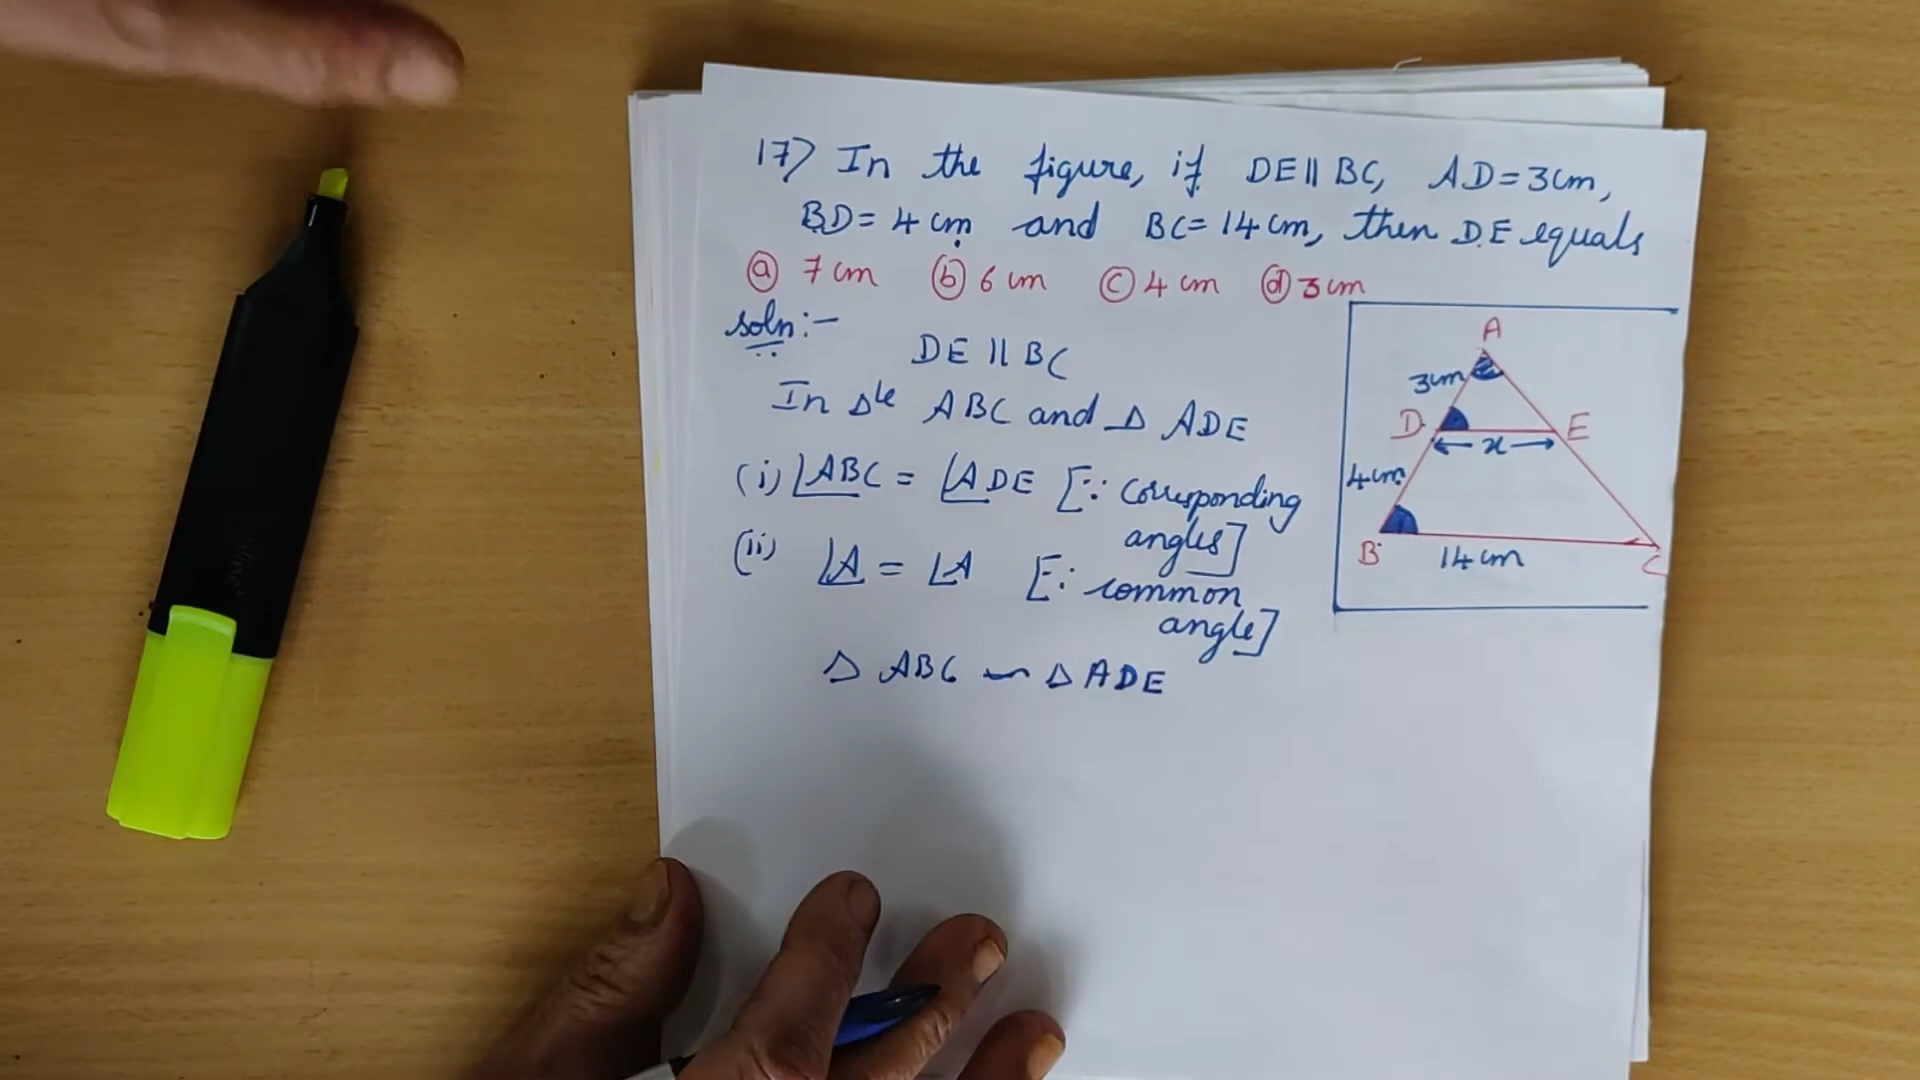 17) In the figure, if DE || BC, AD = 3cm,
BD = 4 cm and BC = 14 cm, then DE equals
(a) 7 cm (b) 6 cm (c) 4 cm (d) 3 cm
soln:-
DE || BC
In Δle ABC and Δ ADE
(i) ∠ABC = ∠ADE [∵ corresponding
angles]
(ii) ∠A = ∠A [∵ common
angle]
Δ ABC ∼ Δ ADE
A
3cm
D E
x
4cm
B C
14 cm